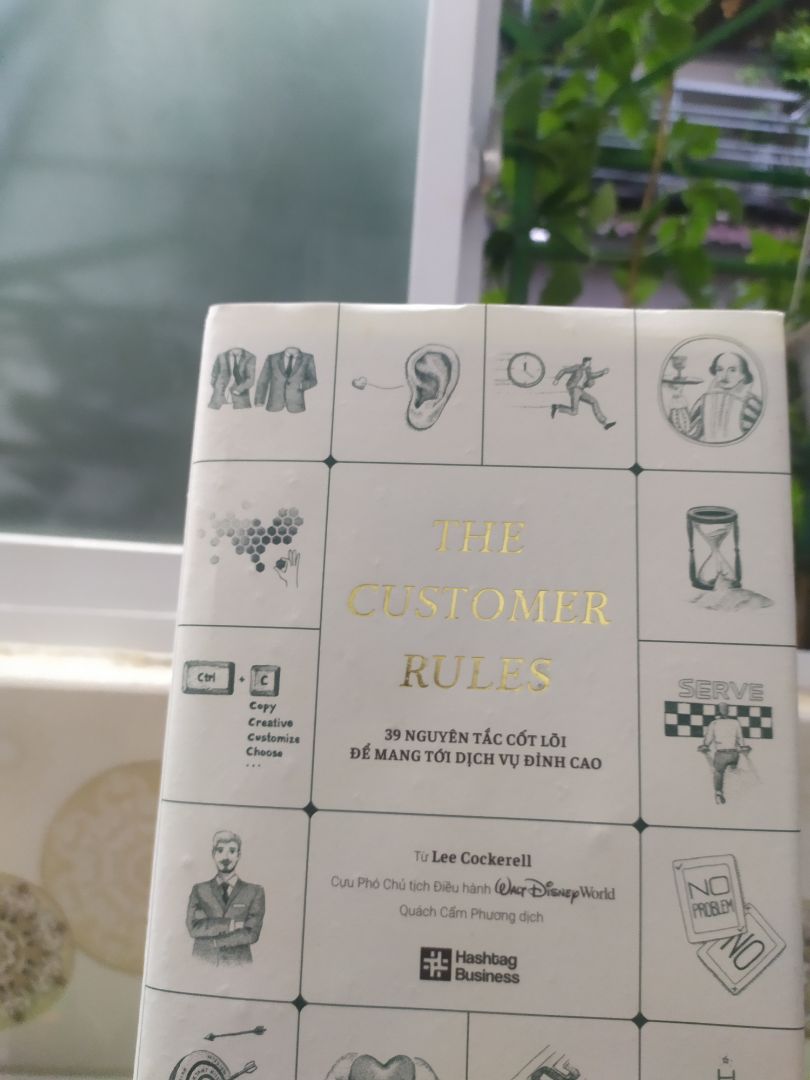 THE
CUSTOMER
RULES
39 NGUYÊN TẮC CỐT LÕI
ĐỂ MANG TỚI DỊCH VỤ ĐỈNH CAO
Từ Lee Cockerell
Cựu Phó Chủ tịch Điều hành Walt Disney World
Quách Cẩm Phương dịch
Hashtag
Business
Ctrl + C
Copy
Creative
Customize
Choose
...
SERVE
NO
PROBLEM
NO